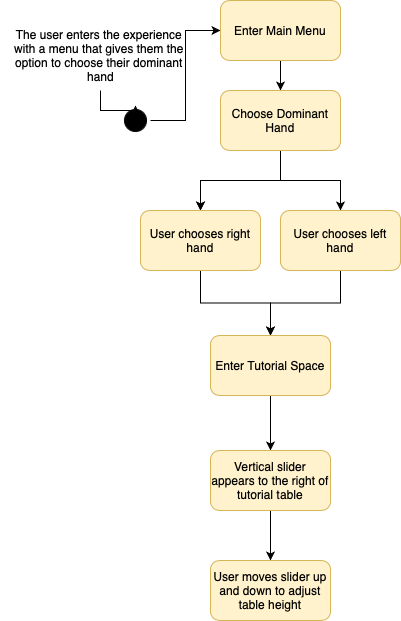 The user enters the experience
with a menu that gives them the
option to choose their dominant
hand
Enter Main Menu
Choose Dominant
Hand
User chooses right
hand
User chooses left
hand
Enter Tutorial Space
Vertical slider
appears to the right of
tutorial table
User moves slider up
and down to adjust
table height